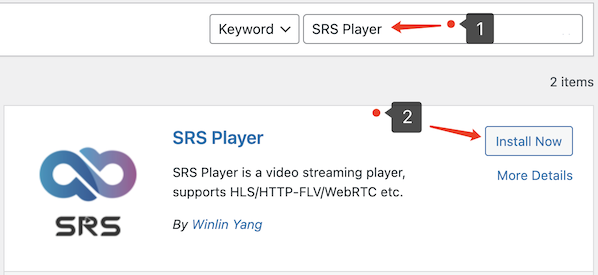 Keyword SRS Player 1
2 items
2
SRS Player
Install Now
SRS Player is a video streaming player,
supports HLS/HTTP-FLV/WebRTC etc.
More Details
By Winlin Yang
SRS